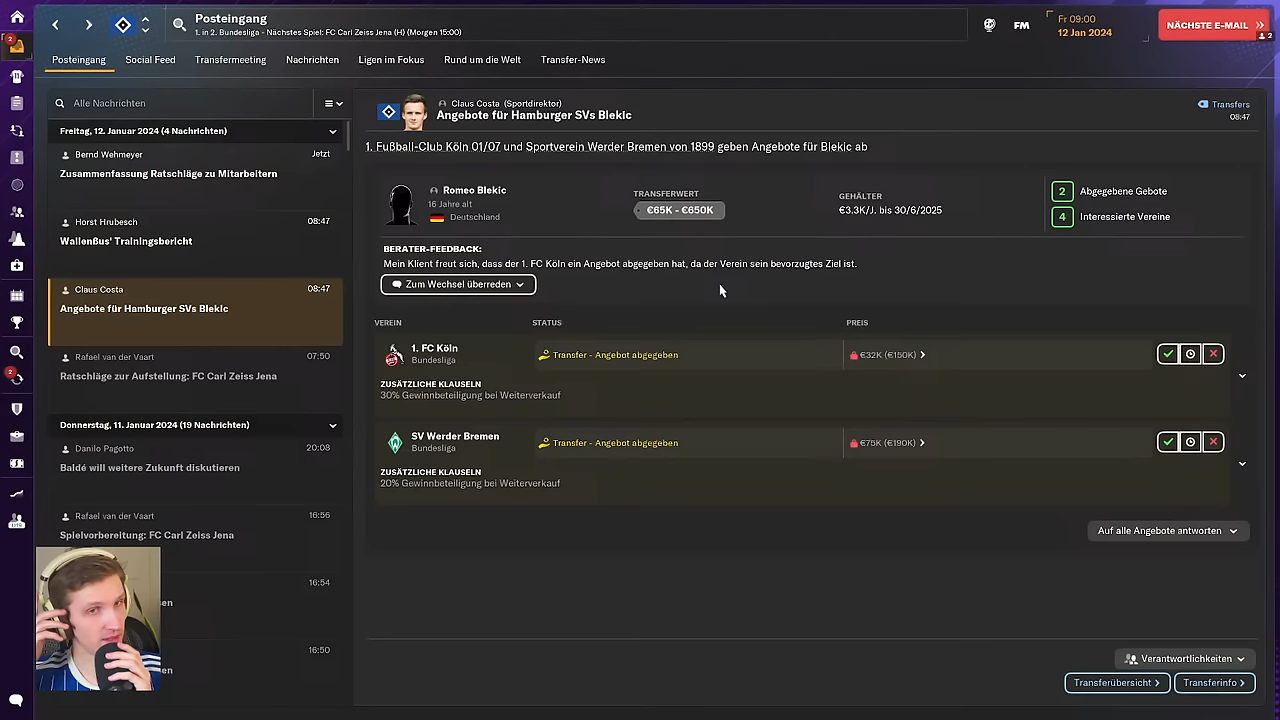 Posteingang
1. in 2. Bundesliga - Nächstes Spiel: FC Carl Zeiss Jena (H) (Morgen 15:00)
FM
Fr 09:00
12 Jan 2024
NÄCHSTE E-MAIL
2
2
Posteingang
Social Feed
Transfermeeting
Nachrichten
Ligen im Fokus
Rund um die Welt
Transfer-News
Alle Nachrichten
Freitag, 12. Januar 2024 (4 Nachrichten)
Bernd Wehmeyer
Jetzt
Zusammenfassung Ratschläge zu Mitarbeitern
Horst Hrubesch
08:47
Wallenßus' Trainingsbericht
Claus Costa
08:47
Angebote für Hamburger SVs Blekic
Rafael van der Vaart
07:50
Ratschläge zur Aufstellung: FC Carl Zeiss Jena
Donnerstag, 11. Januar 2024 (19 Nachrichten)
Danilo Pagotto
20:08
Baldé will weitere Zukunft diskutieren
Rafael van der Vaart
16:56
Spielvorbereitung: FC Carl Zeiss Jena
16:54
en
16:50
en
2
Claus Costa (Sportdirektor)
Angebote für Hamburger SVs Blekic
Transfers
08:47
1. Fußball-Club Köln 01/07 und Sportverein Werder Bremen von 1899 geben Angebote für Blekic ab
Romeo Blekic
16 Jahre alt
Deutschland
TRANSFERWERT
€65K - €650K
GEHÄLTER
€3.3K/J. bis 30/6/2025
2 Abgegebene Gebote
4 Interessierte Vereine
BERATER-FEEDBACK:
Mein Klient freut sich, dass der 1. FC Köln ein Angebot abgegeben hat, da der Verein sein bevorzugtes Ziel ist.
Zum Wechsel überreden
VEREIN
STATUS
PREIS
1. FC Köln
Bundesliga
Transfer - Angebot abgegeben
€32K (€150K)
ZUSÄTZLICHE KLAUSELN
30% Gewinnbeteiligung bei Weiterverkauf
SV Werder Bremen
Bundesliga
Transfer - Angebot abgegeben
€75K (€190K)
ZUSÄTZLICHE KLAUSELN
20% Gewinnbeteiligung bei Weiterverkauf
Auf alle Angebote antworten
Verantwortlichkeiten
Transferübersicht
Transferinfo